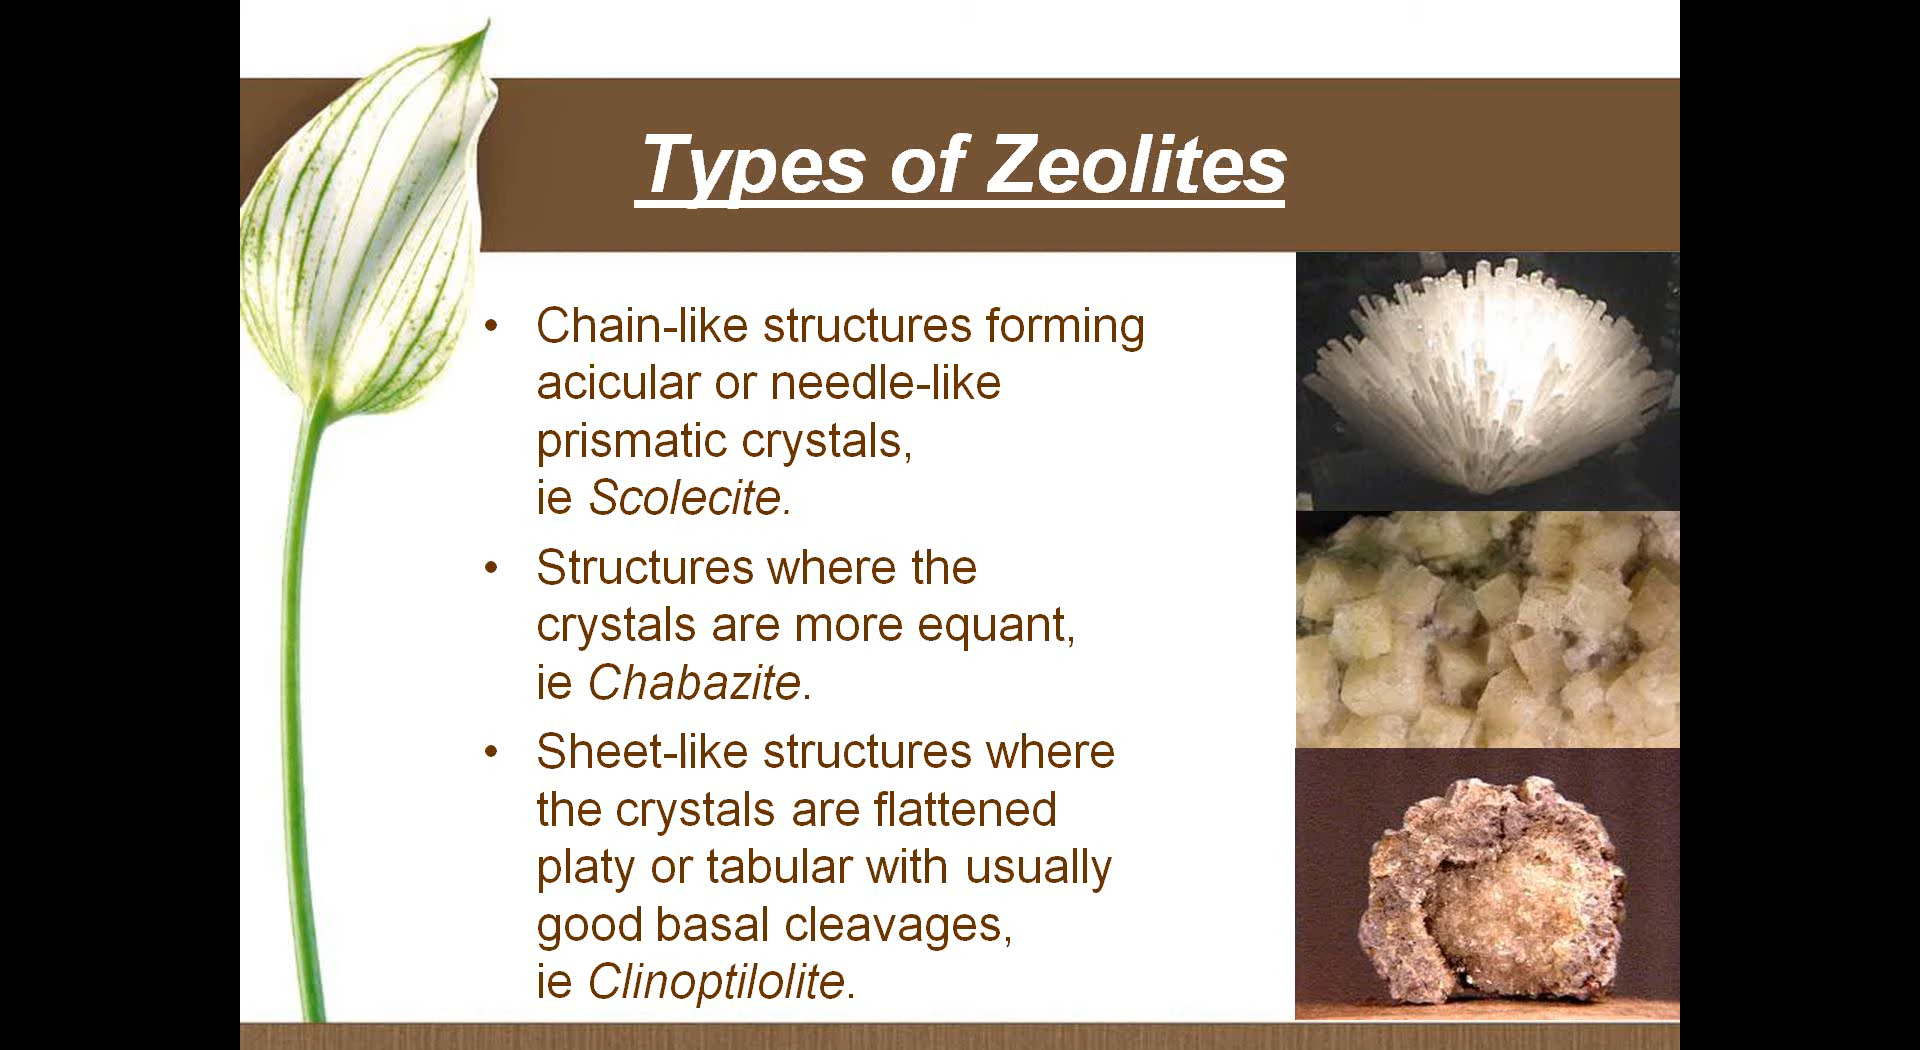 Types of Zeolites
• Chain-like structures forming
acicular or needle-like
prismatic crystals,
ie Scolecite.
• Structures where the
crystals are more equant,
ie Chabazite.
• Sheet-like structures where
the crystals are flattened
platy or tabular with usually
good basal cleavages,
ie Clinoptilolite.